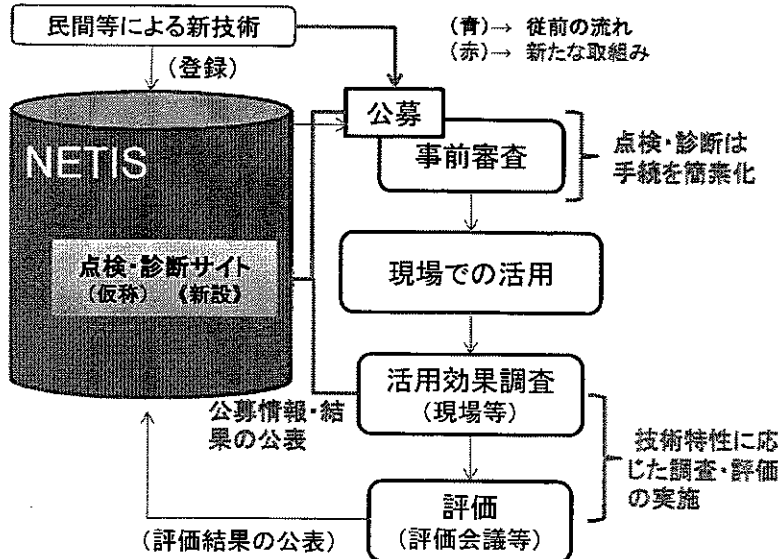 民間等による新技術
(青)→ 従前の流れ
(赤)→ 新たな取組み
(登録)
公募
NETIS
事前審査
点検・診断は
手続を簡素化
点検・診断サイト
(仮称) 《新設》
現場での活用
活用効果調査
(現場等)
公募情報・結
果の公表
技術特性に応
じた調査・評価
の実施
評価
(評価会議等)
(評価結果の公表)